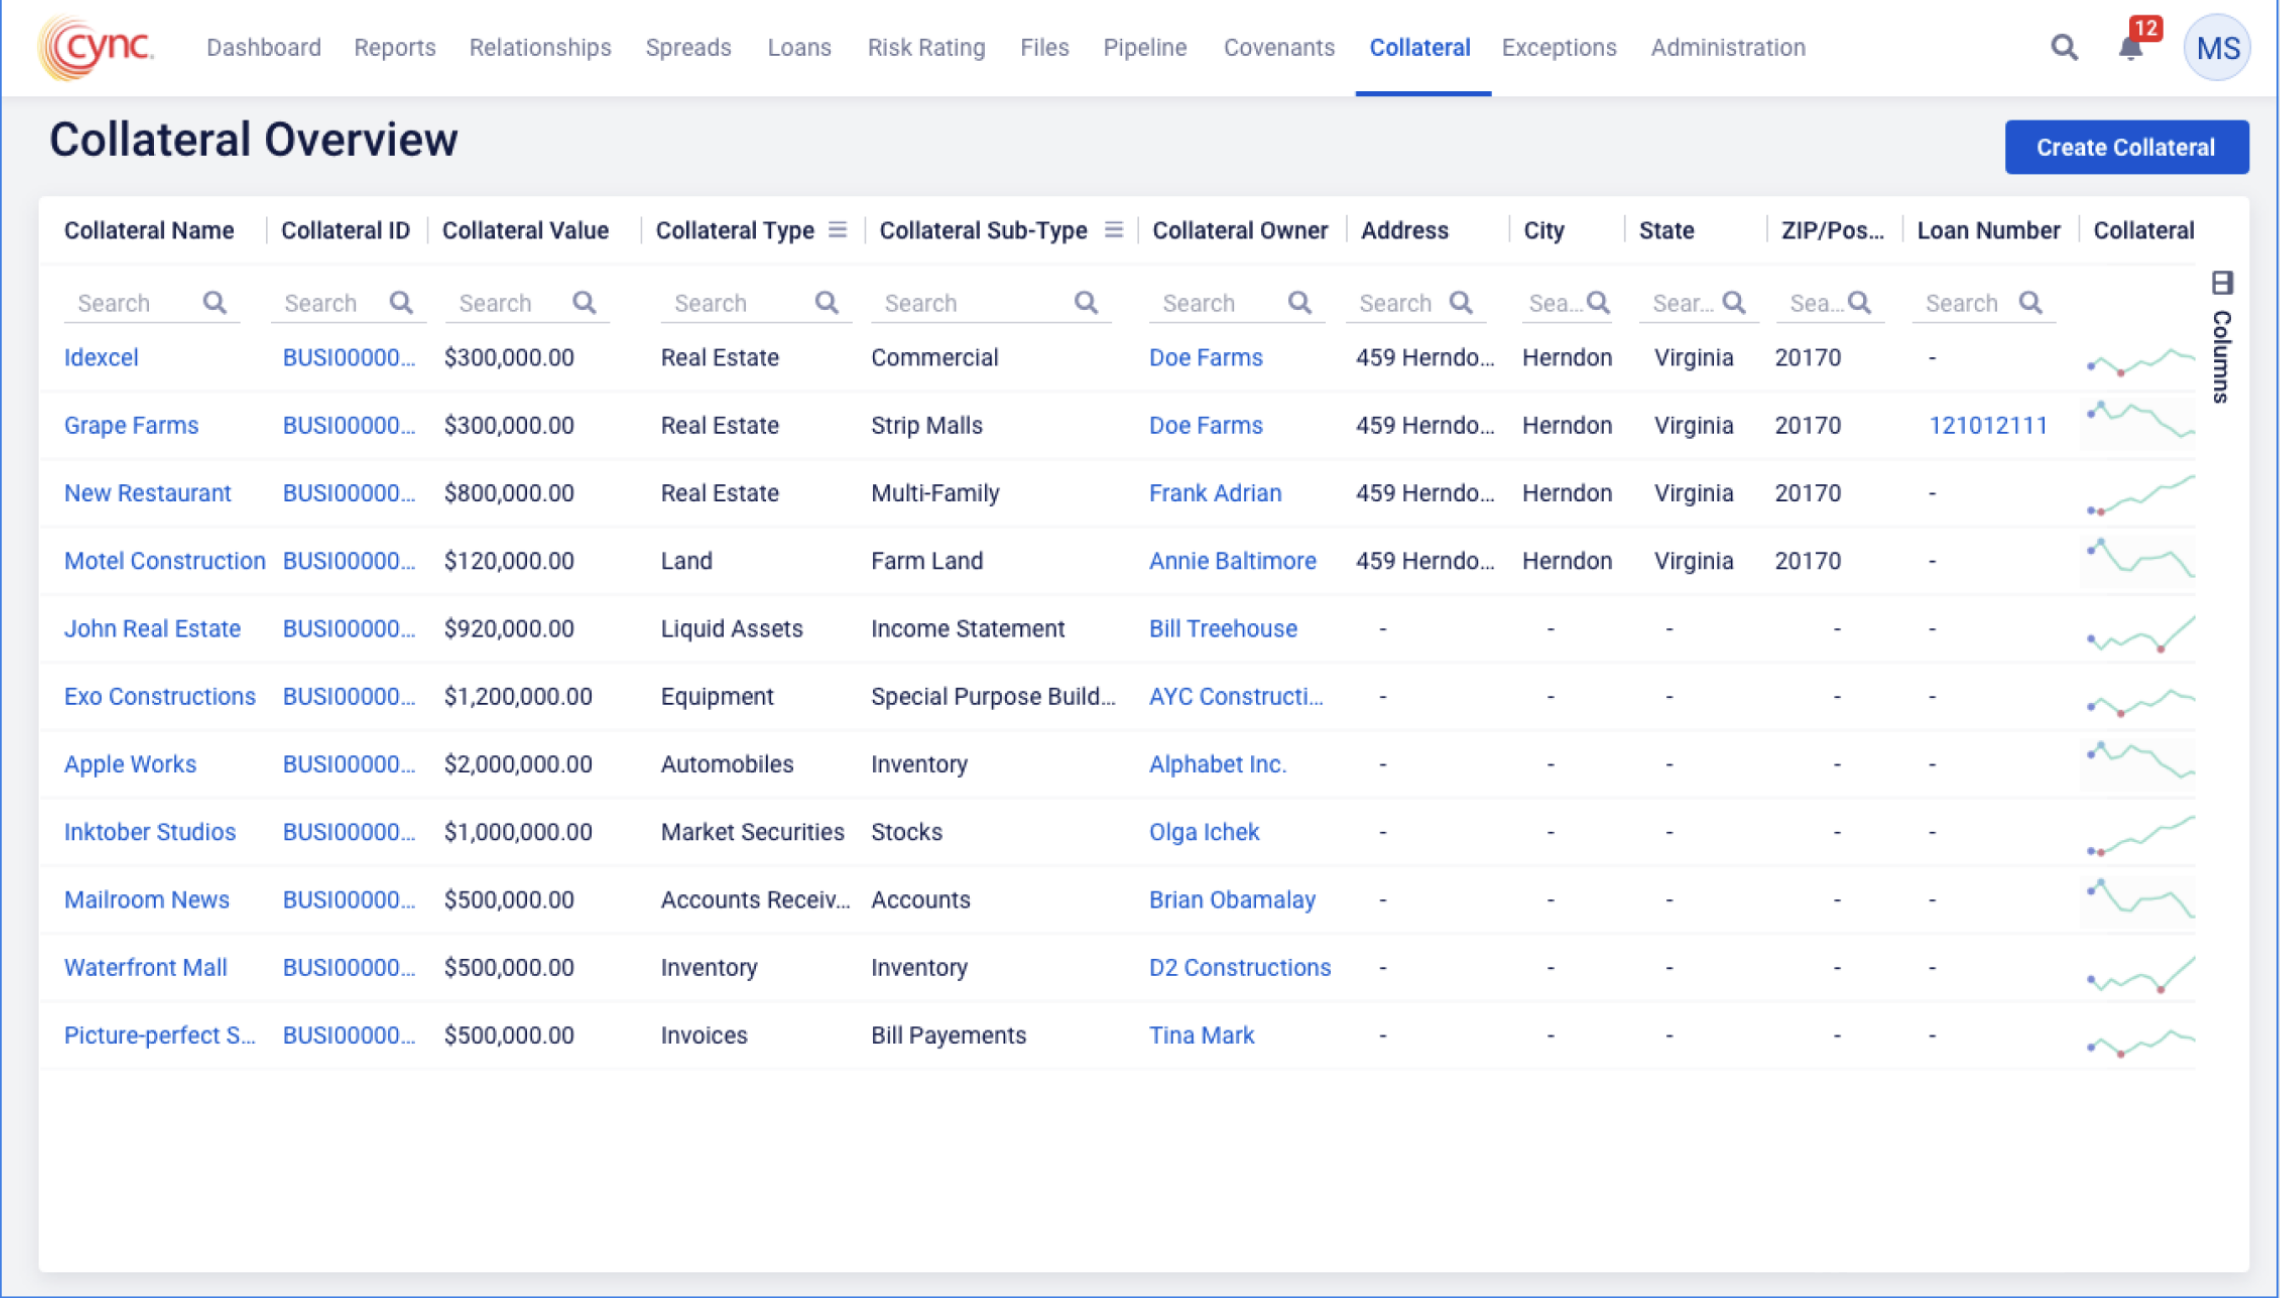 cync. Dashboard Reports Relationships Spreads Loans Risk Rating Files Pipeline Covenants Collateral Exceptions Administration 12 MS
Collateral Overview
Create Collateral
Collateral Name Collateral ID Collateral Value Collateral Type Collateral Sub-Type Collateral Owner Address City State ZIP/Pos... Loan Number Collateral
Search Search Search Search Search Search Search Sea... Sear... Sea... Search
Columns
Idexcel BUSI00000... $300,000.00 Real Estate Commercial Doe Farms 459 Herndo... Herndon Virginia 20170 -
Grape Farms BUSI00000... $300,000.00 Real Estate Strip Malls Doe Farms 459 Herndo... Herndon Virginia 20170 121012111
New Restaurant BUSI00000... $800,000.00 Real Estate Multi-Family Frank Adrian 459 Herndo... Herndon Virginia 20170 -
Motel Construction BUSI00000... $120,000.00 Land Farm Land Annie Baltimore 459 Herndo... Herndon Virginia 20170 -
John Real Estate BUSI00000... $920,000.00 Liquid Assets Income Statement Bill Treehouse - - - - -
Exo Constructions BUSI00000... $1,200,000.00 Equipment Special Purpose Build... AYC Constructi... - - - - -
Apple Works BUSI00000... $2,000,000.00 Automobiles Inventory Alphabet Inc. - - - - -
Inktober Studios BUSI00000... $1,000,000.00 Market Securities Stocks Olga Ichek - - - - -
Mailroom News BUSI00000... $500,000.00 Accounts Receiv... Accounts Brian Obamalay - - - - -
Waterfront Mall BUSI00000... $500,000.00 Inventory Inventory D2 Constructions - - - - -
Picture-perfect S... BUSI00000... $500,000.00 Invoices Bill Payements Tina Mark - - - - -